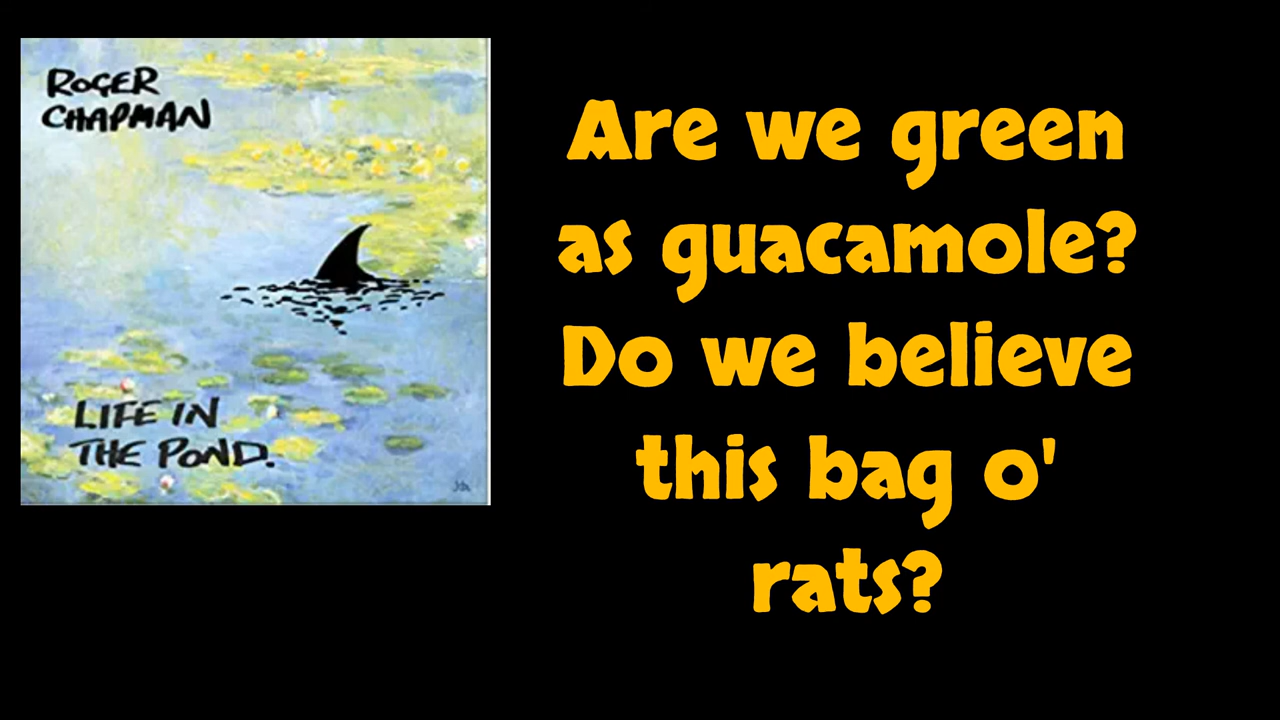 ROGER
CHAPMAN
LIFE IN
THE POND.
Are we green
as guacamole?
Do we believe
this bag o'
rats?